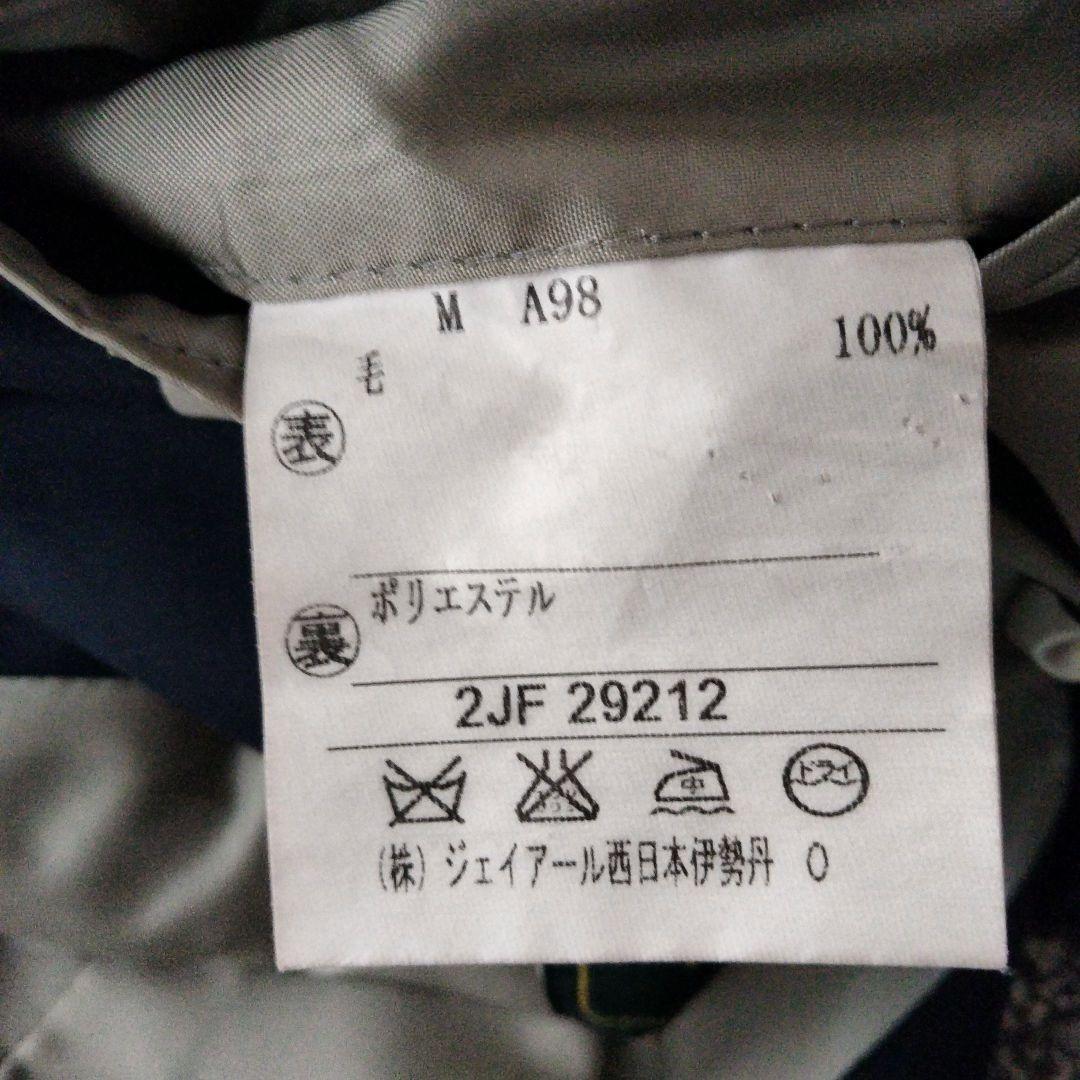 M A98
毛 100%
表
ポリエステル
裏
2JF 29212
中 ドライ
(株) ジェイアール西日本伊勢丹 0